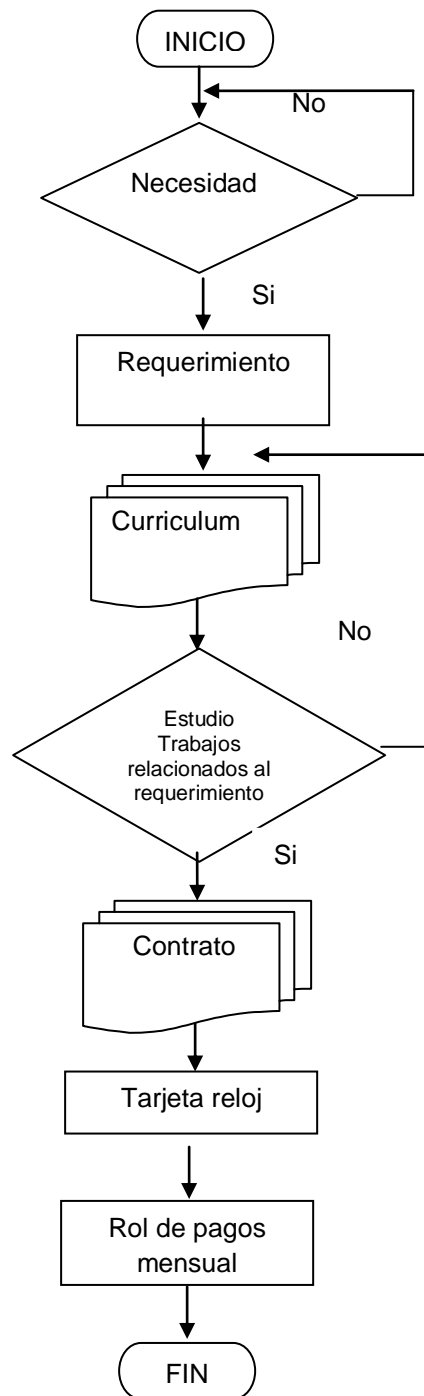 INICIO
No
Necesidad
Si
Requerimiento
Curriculum
No
Estudio
Trabajos
relacionados al
requerimiento
Si
Contrato
Tarjeta reloj
Rol de pagos
mensual
FIN